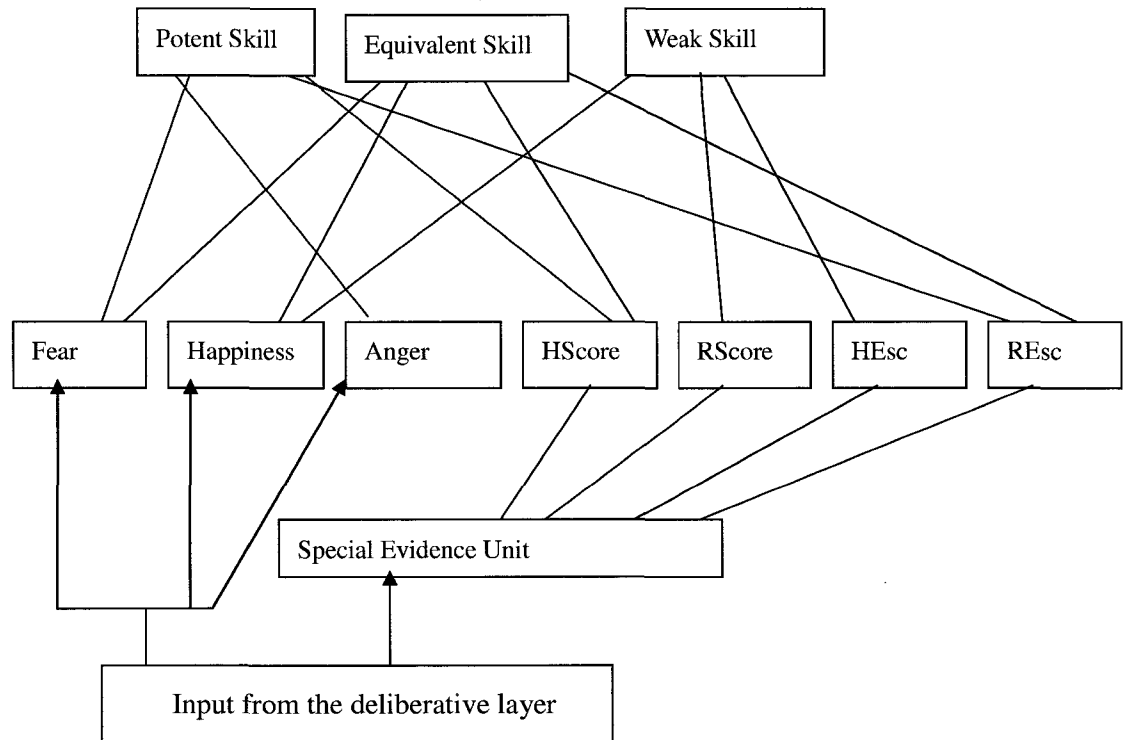 Potent Skill
Equivalent Skill
Weak Skill
Fear
Happiness
Anger
HScore
RScore
HEsc
REsc
Special Evidence Unit
Input from the deliberative layer